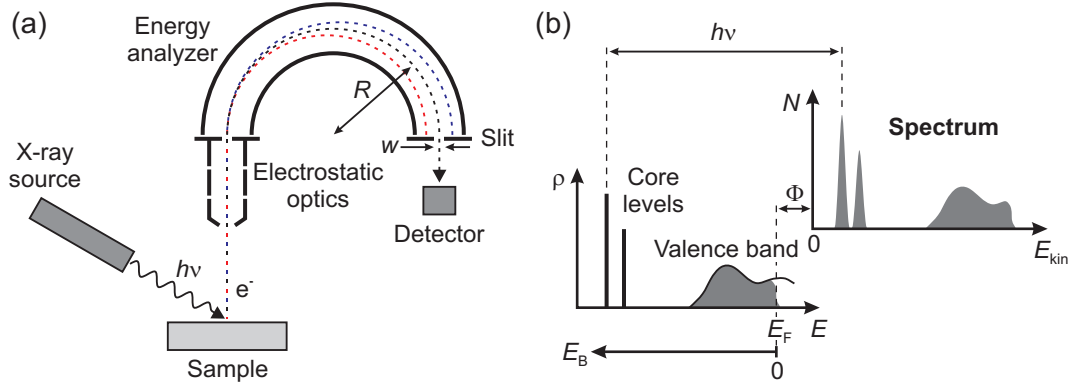 (a)
Energy
analyzer
R
w
Slit
X-ray
source
Electrostatic
optics
Detector
hν
e⁻
Sample
(b)
hν
N
Spectrum
ρ
Core
levels
Φ
0
E_kin
Valence band
E_F
E
E_B
0